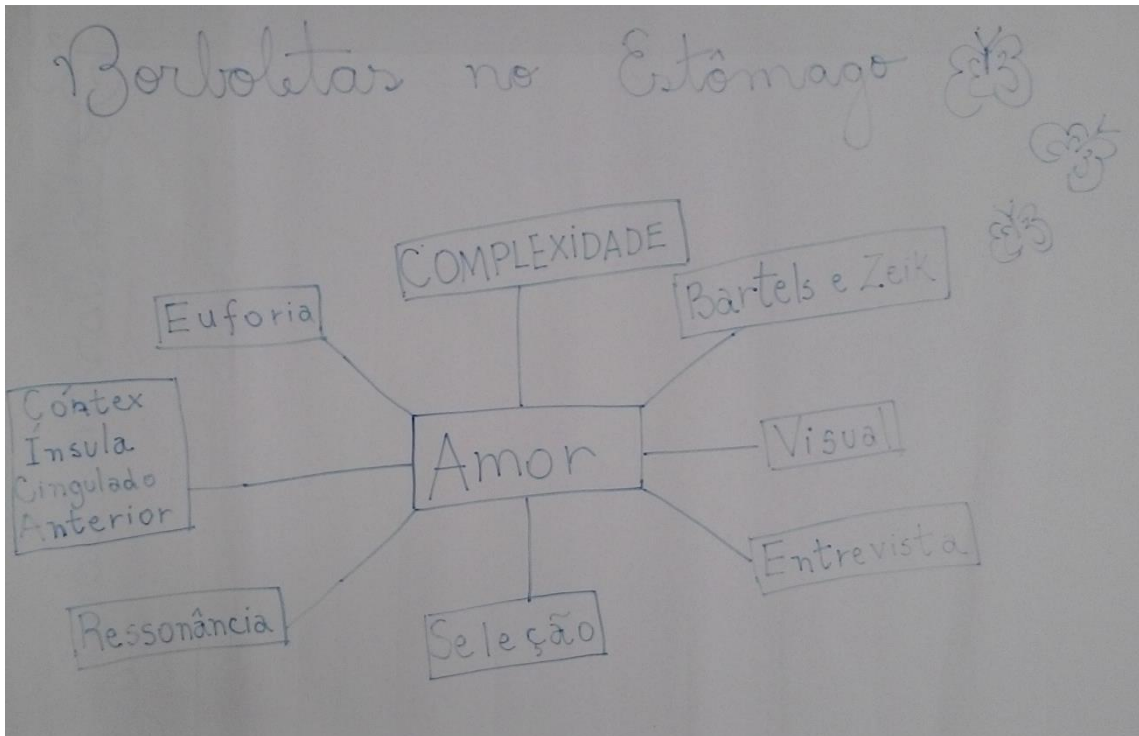 Borboletas no Estômago
COMPLEXIDADE
Bartels e Zeik
Euforia
Córtex
Ínsula
Cingulado
Anterior
Amor
Visual
Entrevista
Ressonância
Seleção